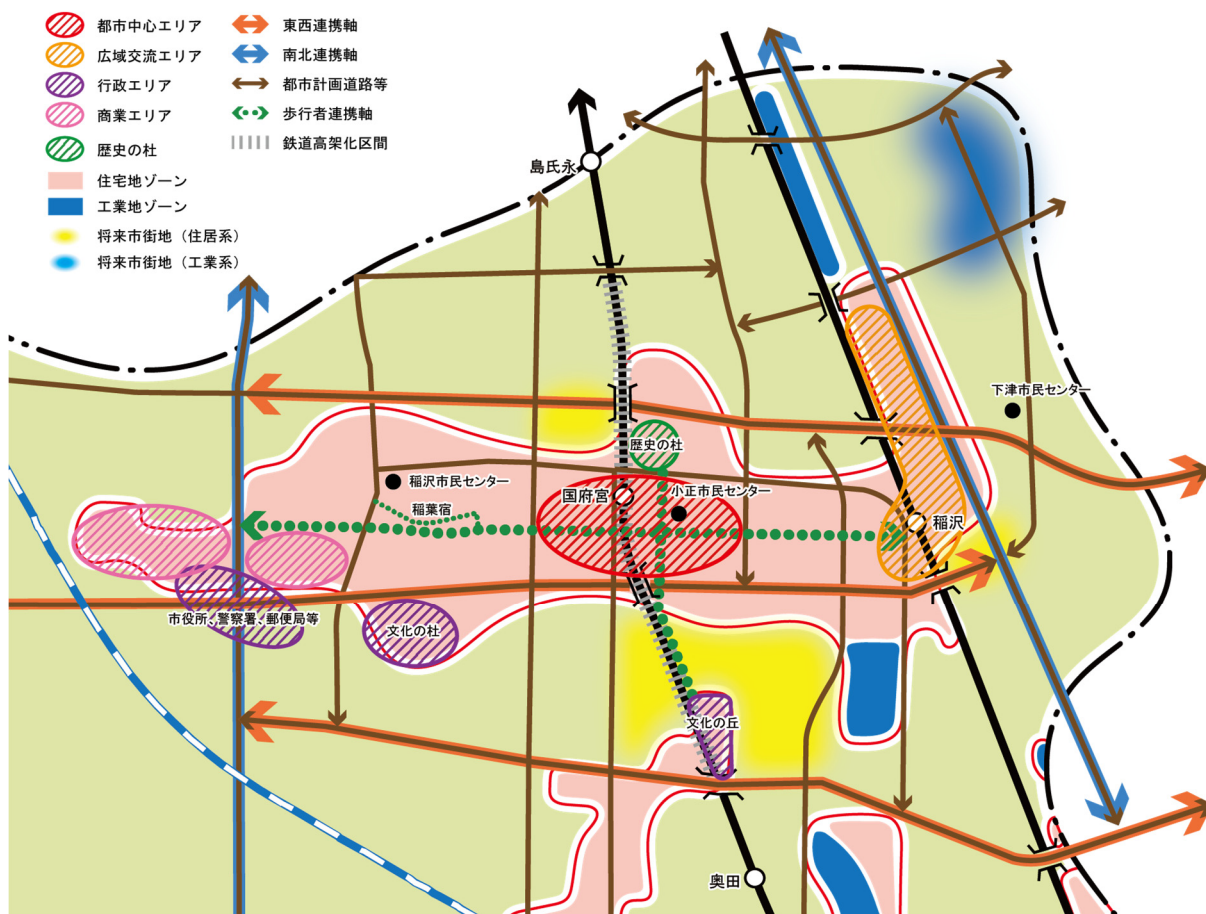 都市中心エリア
広域交流エリア
行政エリア
商業エリア
歴史の杜
住宅地ゾーン
工業地ゾーン
将来市街地（住居系）
将来市街地（工業系）
東西連携軸
南北連携軸
都市計画道路等
歩行者連携軸
鉄道高架化区間
島氏永
下津市民センター
歴史の杜
稲沢市民センター
国府宮
小正市民センター
稲葉宿
稲沢
市役所、警察署、郵便局等
文化の杜
文化の丘
奥田